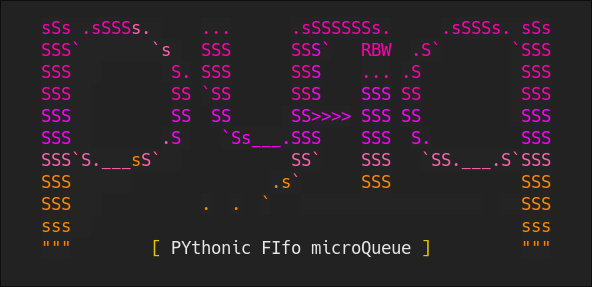 sSs .sSSSs.     ...      .sSSSSSSs.     .sSSSs. sSs
SSS`       `s   SSS      SSS S`   RBW  .S`       `SSS
SSS          S. SSS      SSS      ... .S          SSS
SSS          SS `SS      SSS      SSS SS          SSS
SSS          SS  SS      SS>>>>   SSS SS          SSS
SSS         .S    `Ss___.SSS      SSS  S.         SSS
SSS`S.___sS`             SS`      SSS   `SS.___.S`SSS
SSS                    .s`        SSS             SSS
SSS             .  .  `                           SSS
sss                                               sss
"""        [ PYthonic FIfo microQueue ]           """